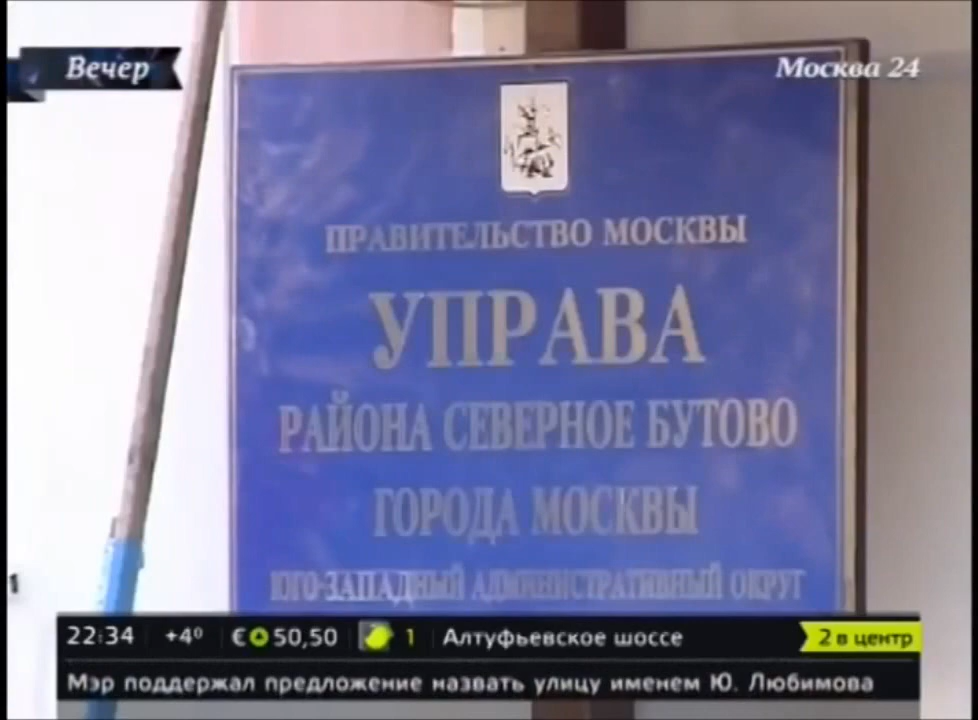 Вечер
Москва 24
ПРАВИТЕЛЬСТВО МОСКВЫ
УПРАВА
РАЙОНА СЕВЕРНОЕ БУТОВО
ГОРОДА МОСКВЫ
ЮГО-ЗАПАДНЫЙ АДМИНИСТРАТИВНЫЙ ОКРУГ
22:34 +4° € 50,50 1 Алтуфьевское шоссе 2 в центр
Мэр поддержал предложение назвать улицу именем Ю. Любимова